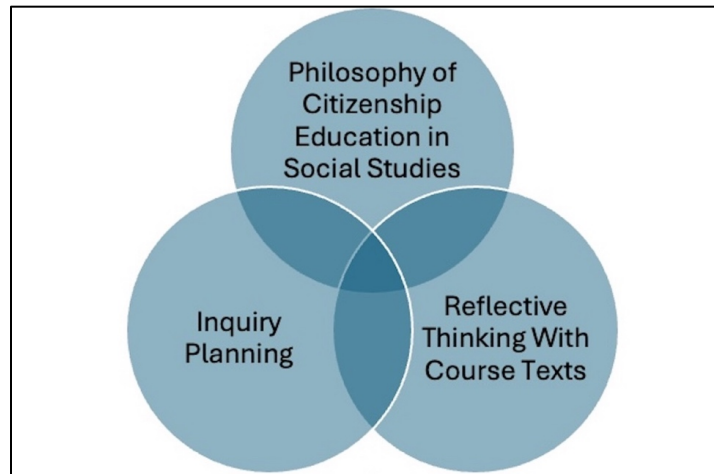 Philosophy of
Citizenship
Education in
Social Studies
Inquiry
Planning
Reflective
Thinking With
Course Texts